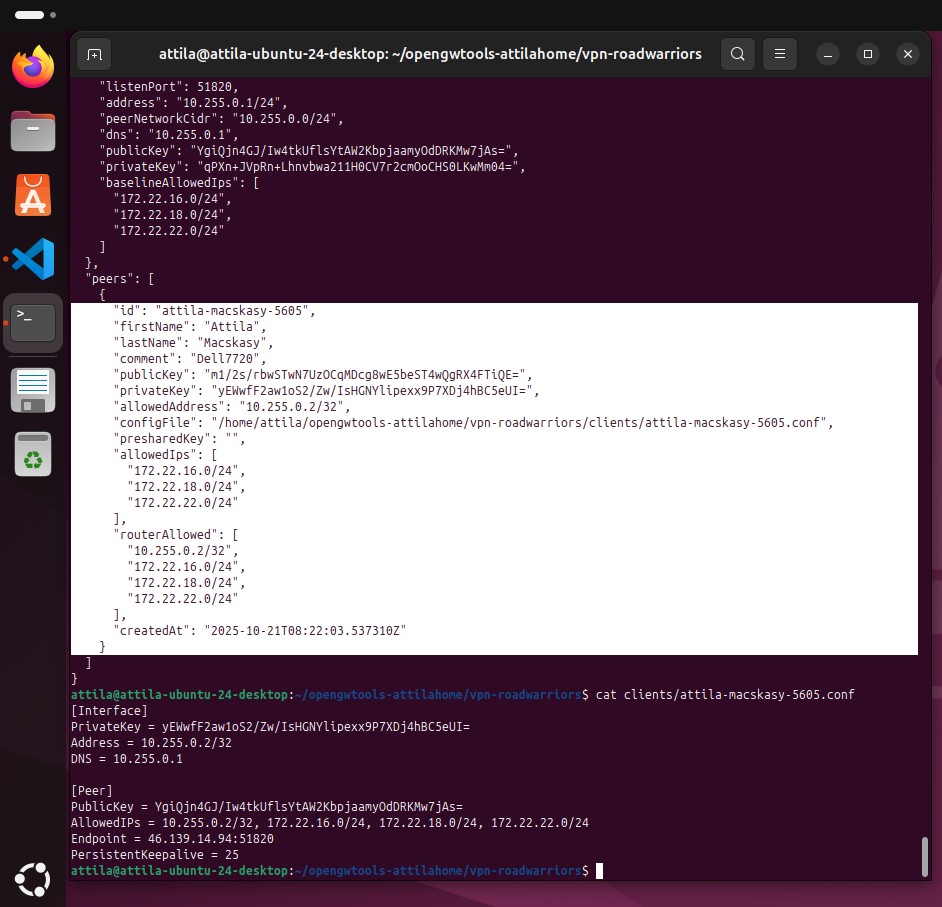 attila@attila-ubuntu-24-desktop: ~/opengwtools-attilahome/vpn-roadwarriors
    "listenPort": 51820,
    "address": "10.255.0.1/24",
    "peerNetworkCidr": "10.255.0.0/24",
    "dns": "10.255.0.1",
    "publicKey": "YgiQjn4GJ/Iw4tkUflsYtAW2KbpjaamyOdDRKMw7jAs=",
    "privateKey": "qPXn+JVpRn+Lhnvbwa211H0CV7r2cmOoCHS0LKwMm04=",
    "baselineAllowedIps": [
      "172.22.16.0/24",
      "172.22.18.0/24",
      "172.22.22.0/24"
    ]
  },
  "peers": [
    {
      "id": "attila-macskasy-5605",
      "firstName": "Attila",
      "lastName": "Macskasy",
      "comment": "Dell7720",
      "publicKey": "m1/2s/rbwSTwN7UzOCqMDcg8wE5beST4wQgRX4FTiQE=",
      "privateKey": "yEWwfF2aw1oS2/Zw/IsHGNYlipexx9P7XDj4hBC5eUI=",
      "allowedAddress": "10.255.0.2/32",
      "configFile": "/home/attila/opengwtools-attilahome/vpn-roadwarriors/clients/attila-macskasy-5605.conf",
      "presharedKey": "",
      "allowedIps": [
        "172.22.16.0/24",
        "172.22.18.0/24",
        "172.22.22.0/24"
      ],
      "routerAllowed": [
        "10.255.0.2/32",
        "172.22.16.0/24",
        "172.22.18.0/24",
        "172.22.22.0/24"
      ],
      "createdAt": "2025-10-21T08:22:03.537310Z"
    }
  ]
}
attila@attila-ubuntu-24-desktop:~/opengwtools-attilahome/vpn-roadwarriors$ cat clients/attila-macskasy-5605.conf
[Interface]
PrivateKey = yEWwfF2aw1oS2/Zw/IsHGNYlipexx9P7XDj4hBC5eUI=
Address = 10.255.0.2/32
DNS = 10.255.0.1

[Peer]
PublicKey = YgiQjn4GJ/Iw4tkUflsYtAW2KbpjaamyOdDRKMw7jAs=
AllowedIPs = 10.255.0.2/32, 172.22.16.0/24, 172.22.18.0/24, 172.22.22.0/24
Endpoint = 46.139.14.94:51820
PersistentKeepalive = 25
attila@attila-ubuntu-24-desktop:~/opengwtools-attilahome/vpn-roadwarriors$